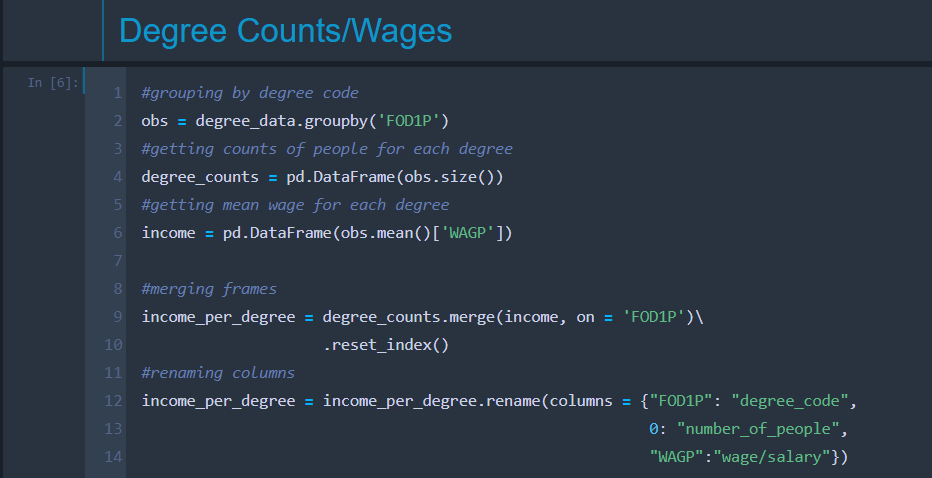 Degree Counts/Wages
In [6]:
1 #grouping by degree code
2 obs = degree_data.groupby('FOD1P')
3 #getting counts of people for each degree
4 degree_counts = pd.DataFrame(obs.size())
5 #getting mean wage for each degree
6 income = pd.DataFrame(obs.mean()['WAGP'])
7
8 #merging frames
9 income_per_degree = degree_counts.merge(income, on = 'FOD1P')\
10 .reset_index()
11 #renaming columns
12 income_per_degree = income_per_degree.rename(columns = {"FOD1P": "degree_code",
13 0: "number_of_people",
14 "WAGP":"wage/salary"})